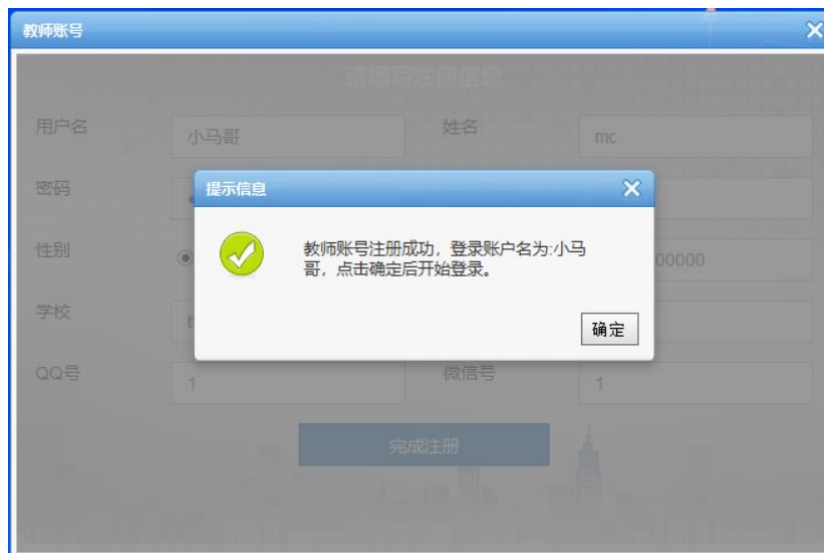 教师账号
请填写注册信息
用户名
小马哥
姓名
mc
密码
提示信息
教师账号注册成功，登录账户名为:小马
哥，点击确定后开始登录。
确定
性别
00000
学校
QQ号
1
微信号
1
完成注册